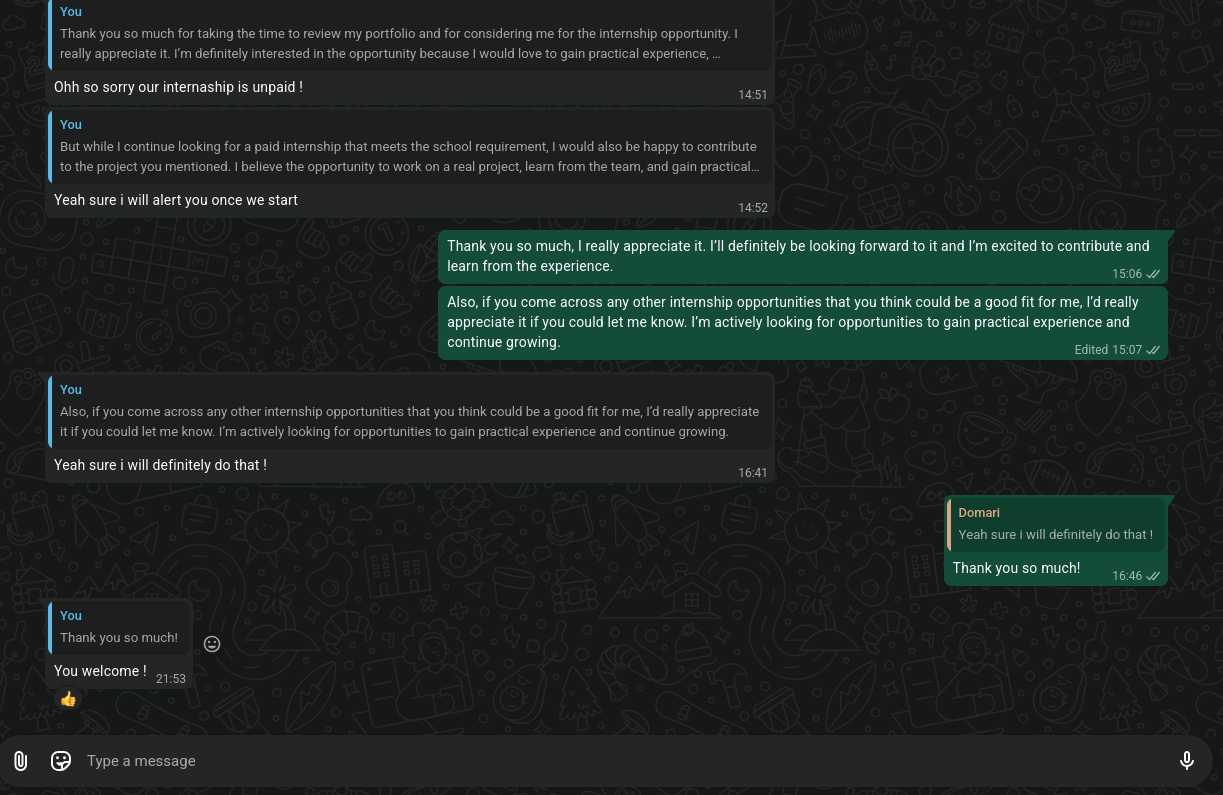 You
Thank you so much for taking the time to review my portfolio and for considering me for the internship opportunity. I
really appreciate it. I’m definitely interested in the opportunity because I would love to gain practical experience, ...
Ohh so sorry our internaship is unpaid !
14:51
You
But while I continue looking for a paid internship that meets the school requirement, I would also be happy to contribute
to the project you mentioned. I believe the opportunity to work on a real project, learn from the team, and gain practical...
Yeah sure i will alert you once we start
14:52
Thank you so much, I really appreciate it. I’ll definitely be looking forward to it and I’m excited to contribute and
learn from the experience.
15:06
Also, if you come across any other internship opportunities that you think could be a good fit for me, I’d really
appreciate it if you could let me know. I’m actively looking for opportunities to gain practical experience and
continue growing.
Edited 15:07
You
Also, if you come across any other internship opportunities that you think could be a good fit for me, I’d really appreciate
it if you could let me know. I’m actively looking for opportunities to gain practical experience and continue growing.
Yeah sure i will definitely do that !
16:41
Domari
Yeah sure i will definitely do that !
Thank you so much!
16:46
You
Thank you so much!
You welcome !
21:53
👍
Type a message